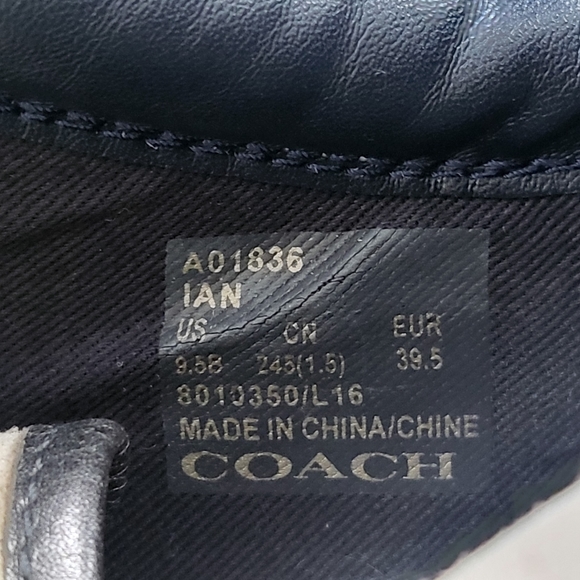 A01836
IAN
US CN EUR
9.5B 245(1.5) 39.5
8010350/L16
MADE IN CHINA/CHINE
COACH